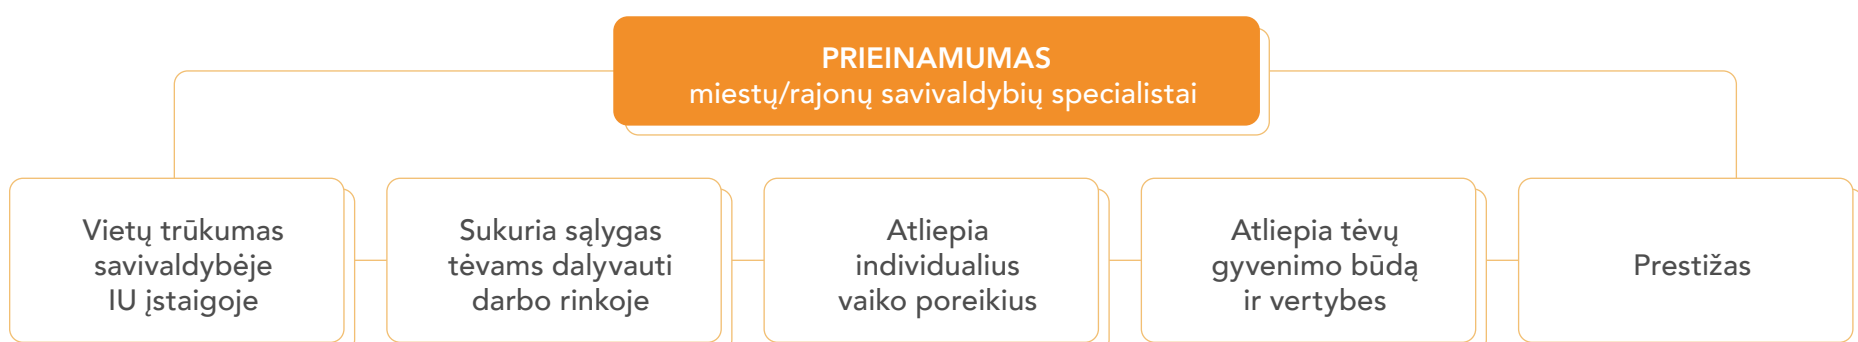 PRIEINAMUMAS
miestų/rajonų savivaldybių specialistai
Vietų trūkumas
savivaldybėje
IU įstaigoje
Sukuria sąlygas
tėvams dalyvauti
darbo rinkoje
Atliepia
individualius
vaiko poreikius
Atliepia tėvų
gyvenimo būdą
ir vertybes
Prestižas